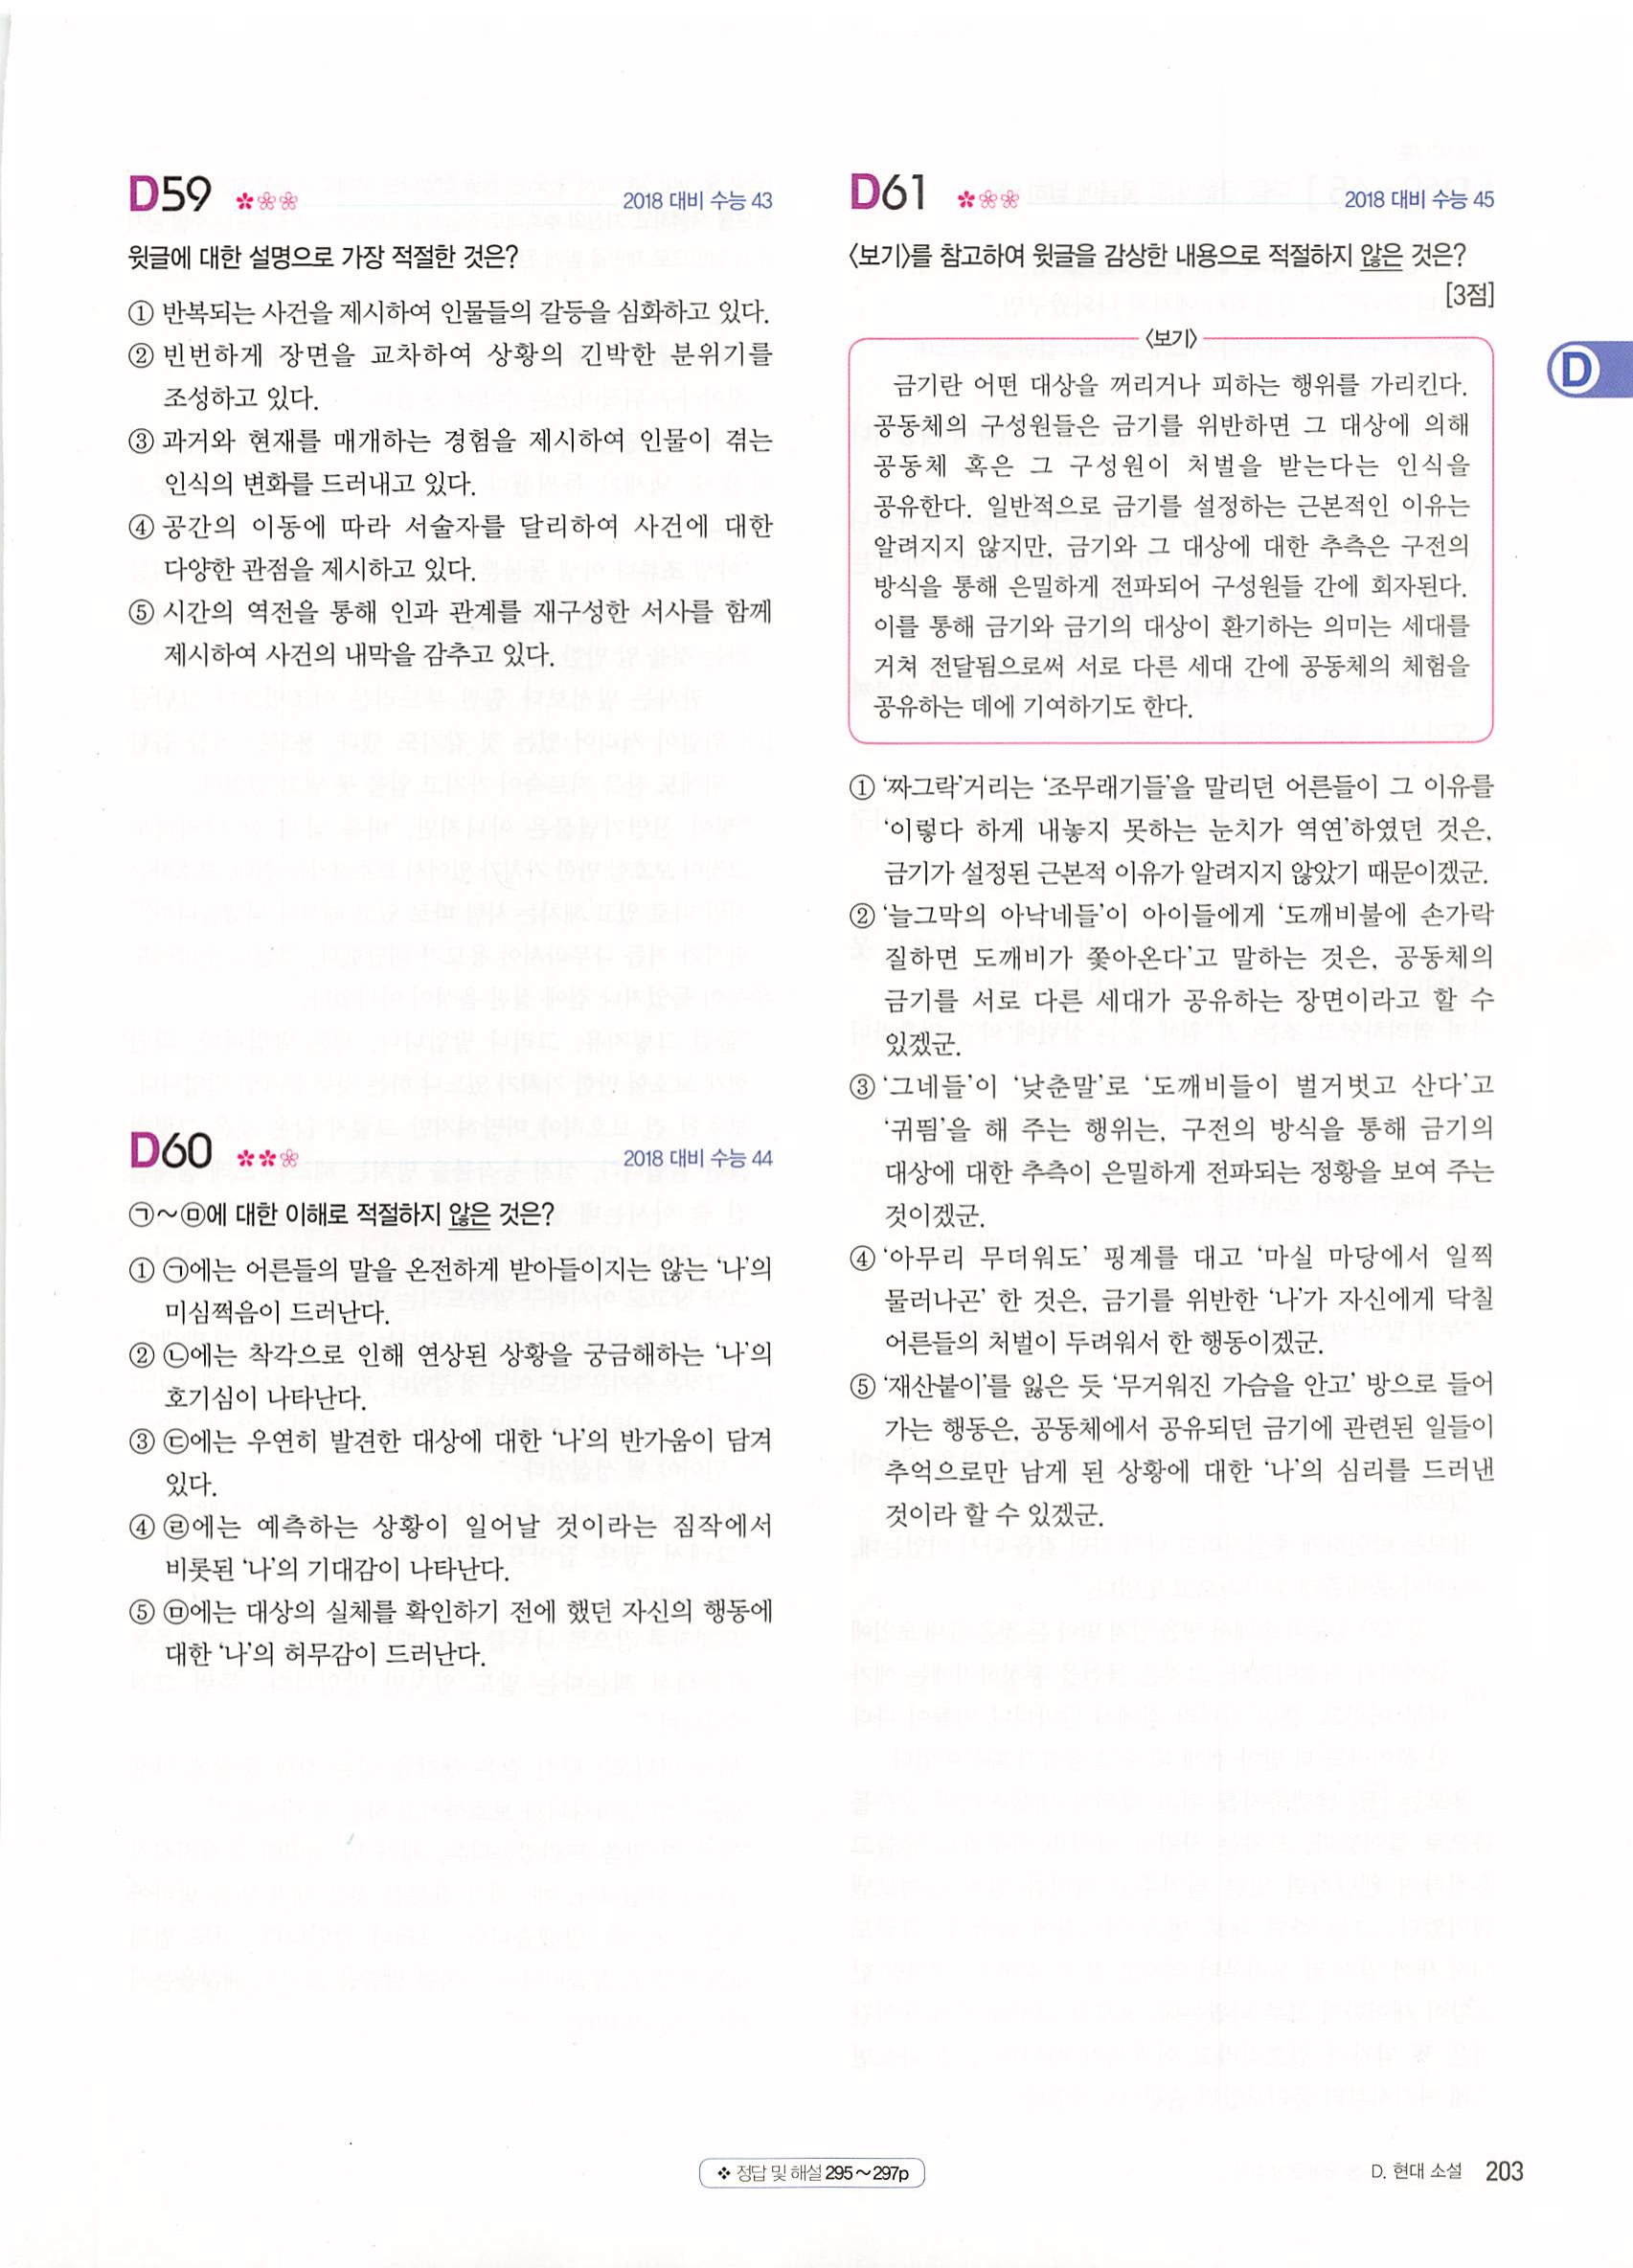 D59 2018 대비 수능 43
윗글에 대한 설명으로 가장 적절한 것은?
① 반복되는 사건을 제시하여 인물들의 갈등을 심화하고 있다.
② 빈번하게 장면을 교차하여 상황의 긴박한 분위기를
조성하고 있다.
③ 과거와 현재를 매개하는 경험을 제시하여 인물이 겪는
인식의 변화를 드러내고 있다.
④ 공간의 이동에 따라 서술자를 달리하여 사건에 대한
다양한 관점을 제시하고 있다.
⑤ 시간의 역전을 통해 인과 관계를 재구성한 서사를 함께
제시하여 사건의 내막을 감추고 있다.
D60 2018 대비 수능 44
㉠～㉤에 대한 이해로 적절하지 않은 것은?
① ㉠에는 어른들의 말을 온전하게 받아들이지는 않는 ‘나’의
미심쩍음이 드러난다.
② ㉡에는 착각으로 인해 연상된 상황을 궁금해하는 ‘나’의
호기심이 나타난다.
③ ㉢에는 우연히 발견한 대상에 대한 ‘나’의 반가움이 담겨
있다.
④ ㉣에는 예측하는 상황이 일어날 것이라는 짐작에서
비롯된 ‘나’의 기대감이 나타난다.
⑤ ㉤에는 대상의 실체를 확인하기 전에 했던 자신의 행동에
대한 ‘나’의 허무감이 드러난다.
D61 2018 대비 수능 45
〈보기〉를 참고하여 윗글을 감상한 내용으로 적절하지 않은 것은?
[3점]
〈보기〉
금기란 어떤 대상을 꺼리거나 피하는 행위를 가리킨다.
공동체의 구성원들은 금기를 위반하면 그 대상에 의해
공동체 혹은 그 구성원이 처벌을 받는다는 인식을
공유한다. 일반적으로 금기를 설정하는 근본적인 이유는
알려지지 않지만, 금기와 그 대상에 대한 추측은 구전의
방식을 통해 은밀하게 전파되어 구성원들 간에 회자된다.
이를 통해 금기와 금기의 대상이 환기하는 의미는 세대를
거쳐 전달됨으로써 서로 다른 세대 간에 공동체의 체험을
공유하는 데에 기여하기도 한다.
① ‘짜그락’거리는 ‘조무래기들’을 말리던 어른들이 그 이유를
‘이렇다 하게 내놓지 못하는 눈치가 역연’하였던 것은,
금기가 설정된 근본적 이유가 알려지지 않았기 때문이겠군.
② ‘늘그막의 아낙네들’이 아이들에게 ‘도깨비불에 손가락
질하면 도깨비가 쫓아온다’고 말하는 것은, 공동체의
금기를 서로 다른 세대가 공유하는 장면이라고 할 수
있겠군.
③ ‘그네들’이 ‘낮춘말’로 ‘도깨비들이 벌거벗고 산다’고
‘귀띔’을 해 주는 행위는, 구전의 방식을 통해 금기의
대상에 대한 추측이 은밀하게 전파되는 정황을 보여 주는
것이겠군.
④ ‘아무리 무더워도’ 핑계를 대고 ‘마실 마당에서 일찍
물러나곤’ 한 것은, 금기를 위반한 ‘나’가 자신에게 닥칠
어른들의 처벌이 두려워서 한 행동이겠군.
⑤ ‘재산붙이’를 잃은 듯 ‘무거워진 가슴을 안고’ 방으로 들어
가는 행동은, 공동체에서 공유되던 금기에 관련된 일들이
추억으로만 남게 된 상황에 대한 ‘나’의 심리를 드러낸
것이라 할 수 있겠군.
D
❖ 정답 및 해설 295～297p
D. 현대 소설 203